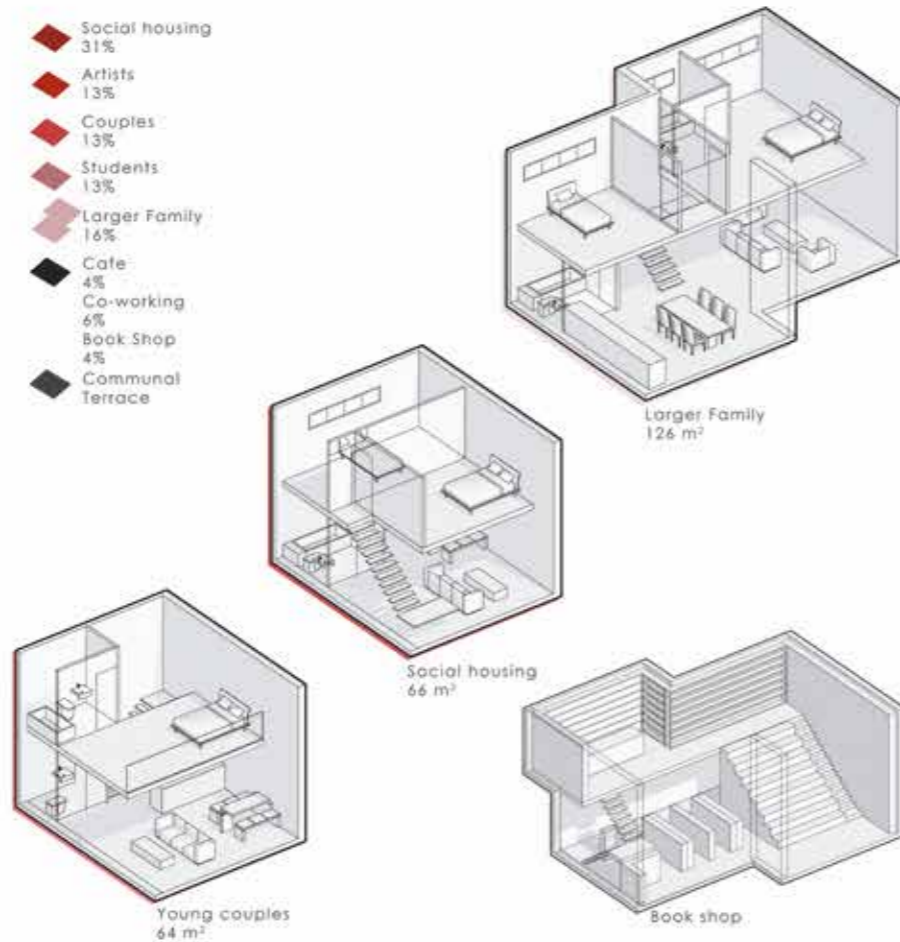 Social housing
31%
Artists
13%
Couples
13%
Students
13%
Larger Family
16%
Cafe
4%
Co-working
6%
Book Shop
4%
Communal
Terrace
Larger Family
126 m²
Social housing
66 m²
Young couples
64 m²
Book shop